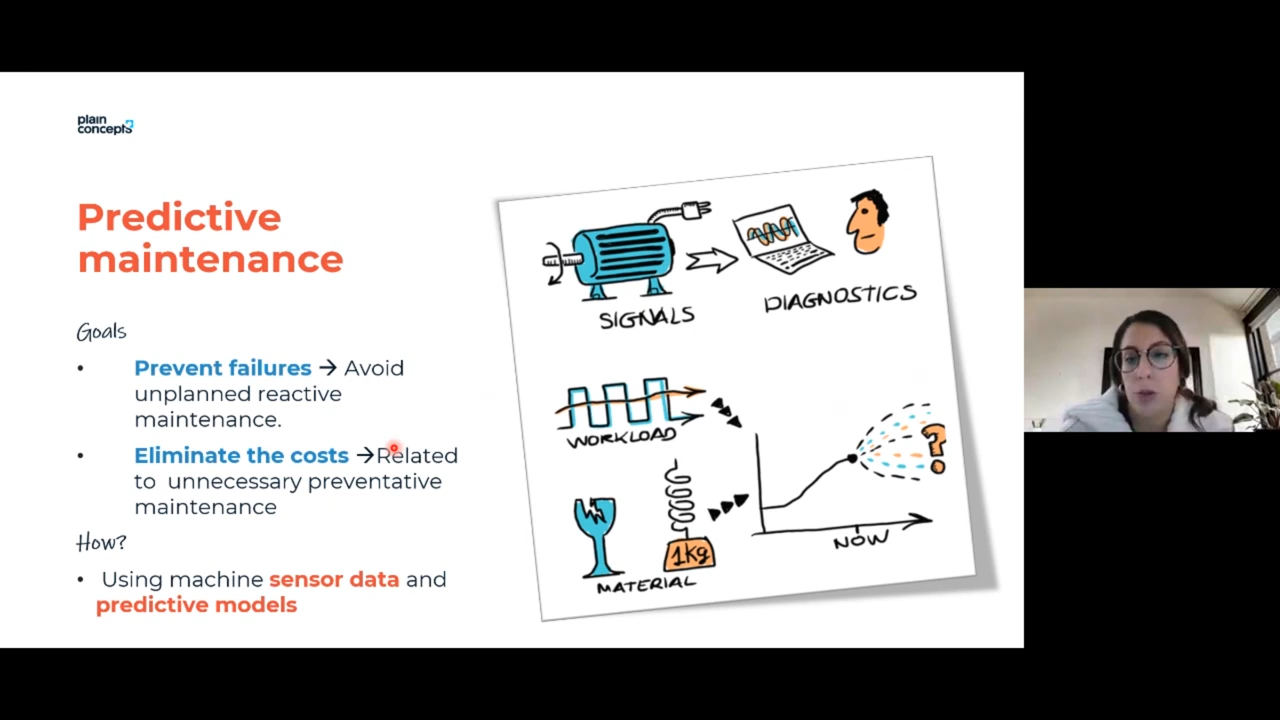 plain
concepts
Predictive
maintenance
Goals
• Prevent failures → Avoid
unplanned reactive
maintenance.
• Eliminate the costs →Related
to unnecessary preventative
maintenance
How?
• Using machine sensor data and
predictive models
SIGNALS
DIAGNOSTICS
WORKLOAD
?
1kg
NOW
MATERIAL